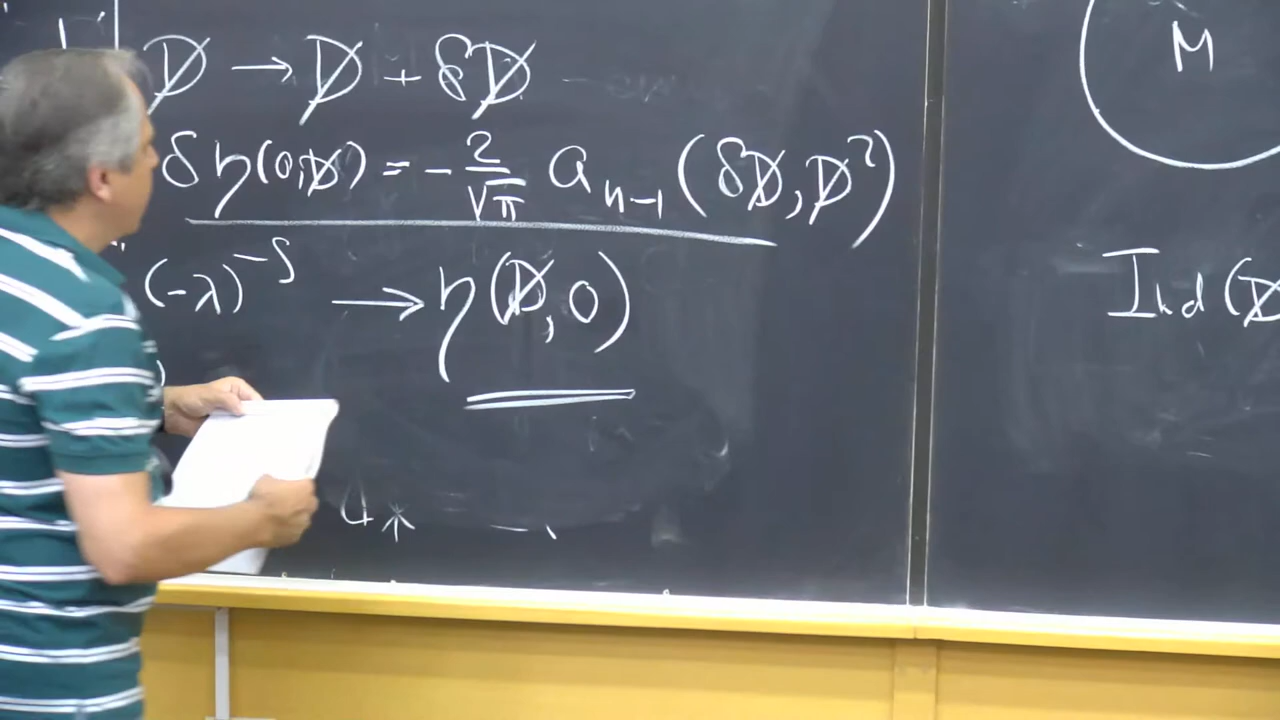 D̸ → D̸ + δD̸
δη(0,D̸) = - 2/√π a_{n-1} (δD̸, D̸²)
(-λ)^{-s} → η(D̸, 0)
M
Ind (D̸